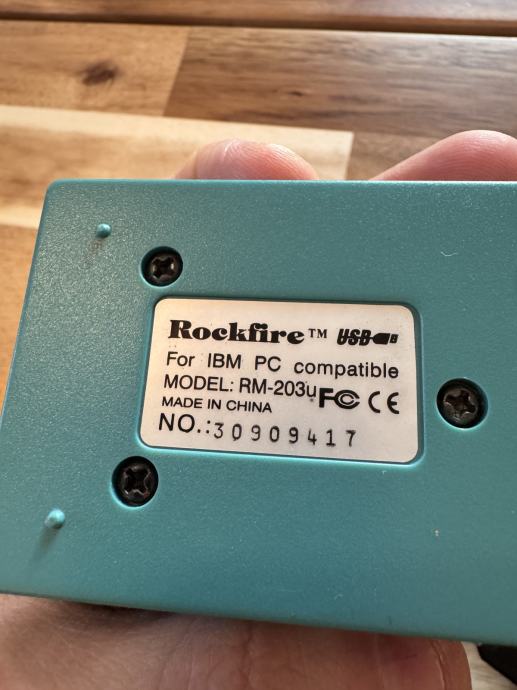 Rockfire™ USB
For IBM PC compatible
MODEL: RM-203U FC CE
MADE IN CHINA
NO.:30909417